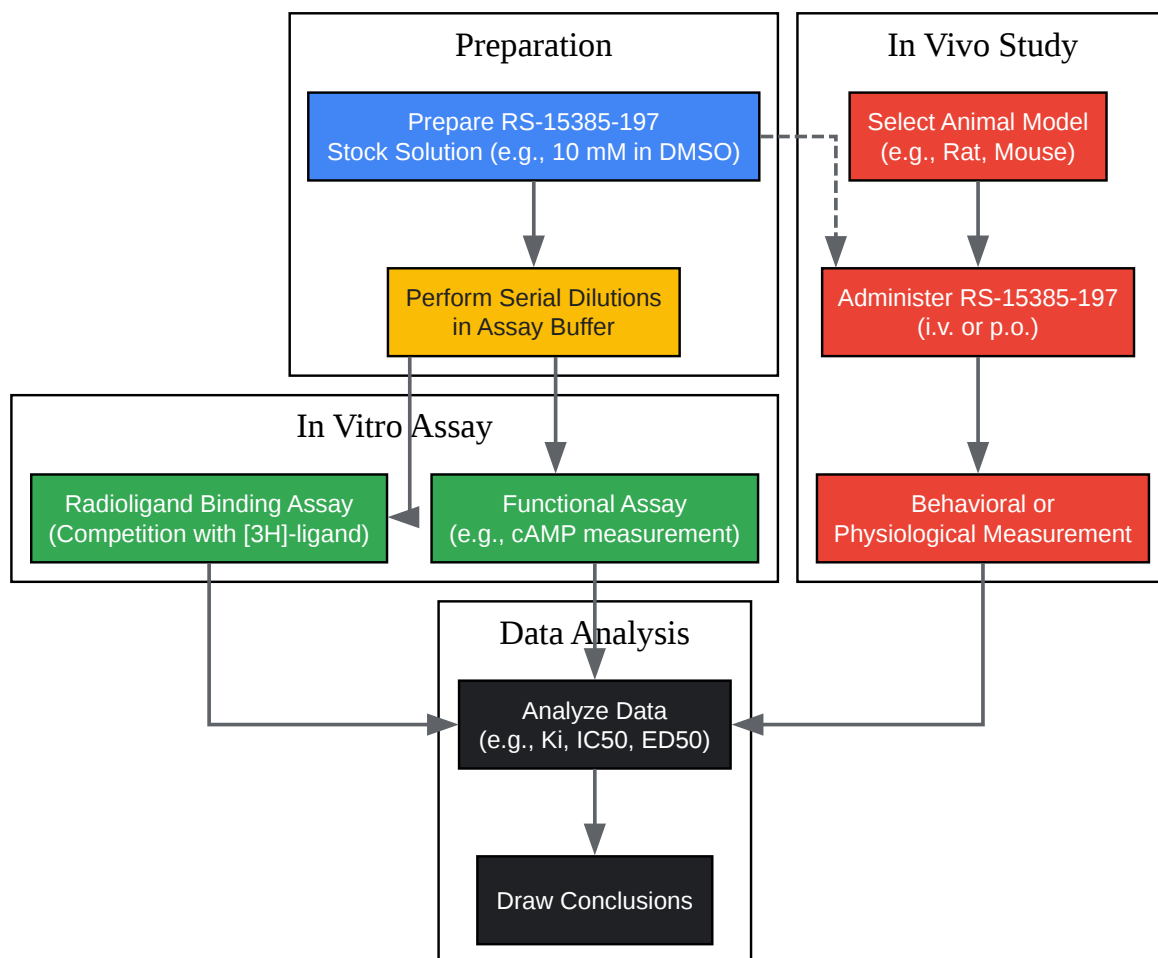 Preparation
Prepare RS-15385-197
Stock Solution (e.g., 10 mM in DMSO)
Perform Serial Dilutions
in Assay Buffer
In Vivo Study
Select Animal Model
(e.g., Rat, Mouse)
Administer RS-15385-197
(i.v. or p.o.)
Behavioral or
Physiological Measurement
In Vitro Assay
Radioligand Binding Assay
(Competition with [3H]-ligand)
Functional Assay
(e.g., cAMP measurement)
Data Analysis
Analyze Data
(e.g., Ki, IC50, ED50)
Draw Conclusions